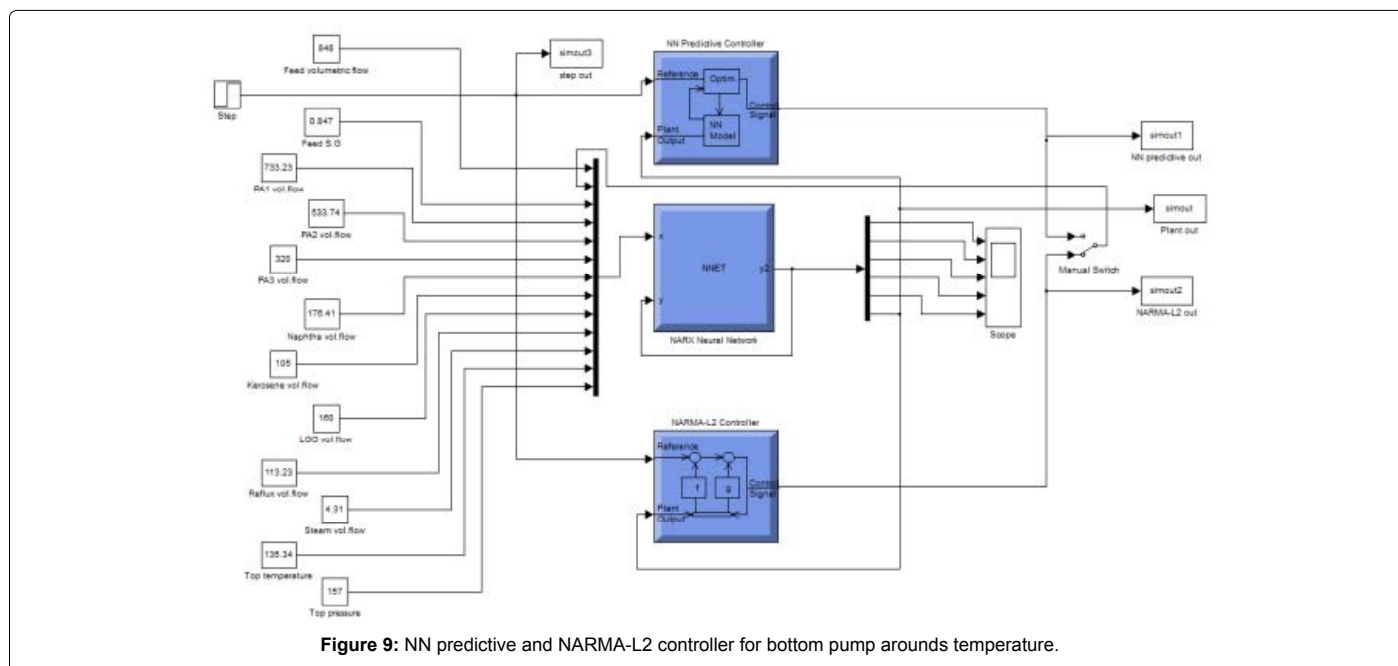 848
Feed volumetric.flow
Step
0.847
Feed S.G
733.23
PA1 vol.flow
533.74
PA2 vol.flow
328
PA3 vol.flow
176.41
Naphtha vol.flow
105
Karosene vol.flow
160
LGO vol.flow
113.23
Reflux vol.flow
4.31
Steam vol.flow
135.34
Top temperature
157
Top pressure
simout3
step out
NN Predictive Controller
Reference
Optim.
Control
Signal
NN
Model
Plant
Output
x
NNET
y2
y
NARX Neural Network
NARMA-L2 Controller
Reference
f
g
Control
Signal
Plant
Output
Scope
Manual Switch
simout1
NN predictive out
simout
Plant out
simout2
NARMA-L2 out
Figure 9: NN predictive and NARMA-L2 controller for bottom pump arounds temperature.